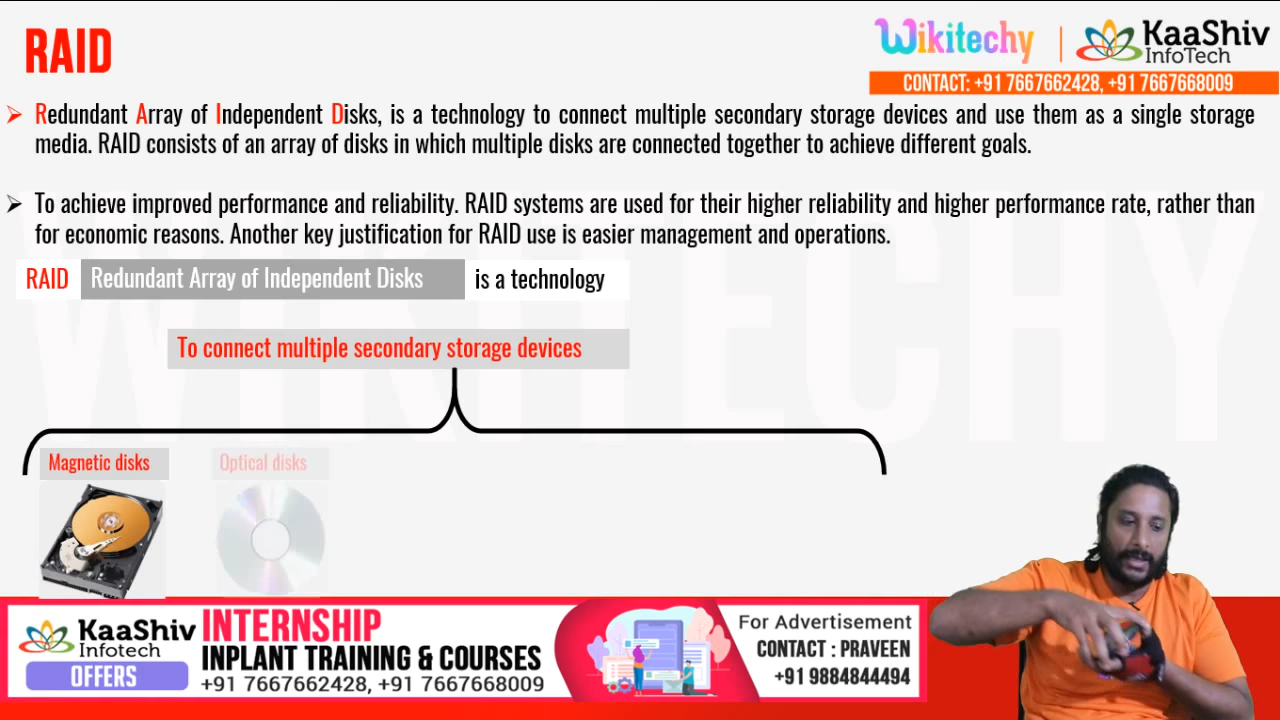 RAID
Wikitechy
KaaShiv
InfoTech
CONTACT: +91 7667662428, +91 7667668009
Redundant Array of Independent Disks, is a technology to connect multiple secondary storage devices and use them as a single storage
media. RAID consists of an array of disks in which multiple disks are connected together to achieve different goals.
To achieve improved performance and reliability. RAID systems are used for their higher reliability and higher performance rate, rather than
for economic reasons. Another key justification for RAID use is easier management and operations.
RAID Redundant Array of Independent Disks is a technology
To connect multiple secondary storage devices
Magnetic disks
Optical disks
WIKITECHY
KaaShiv
Infotech
OFFERS
INTERNSHIP
INPLANT TRAINING & COURSES
+91 7667662428, +91 7667668009
For Advertisement
CONTACT : PRAVEEN
+91 9884844494